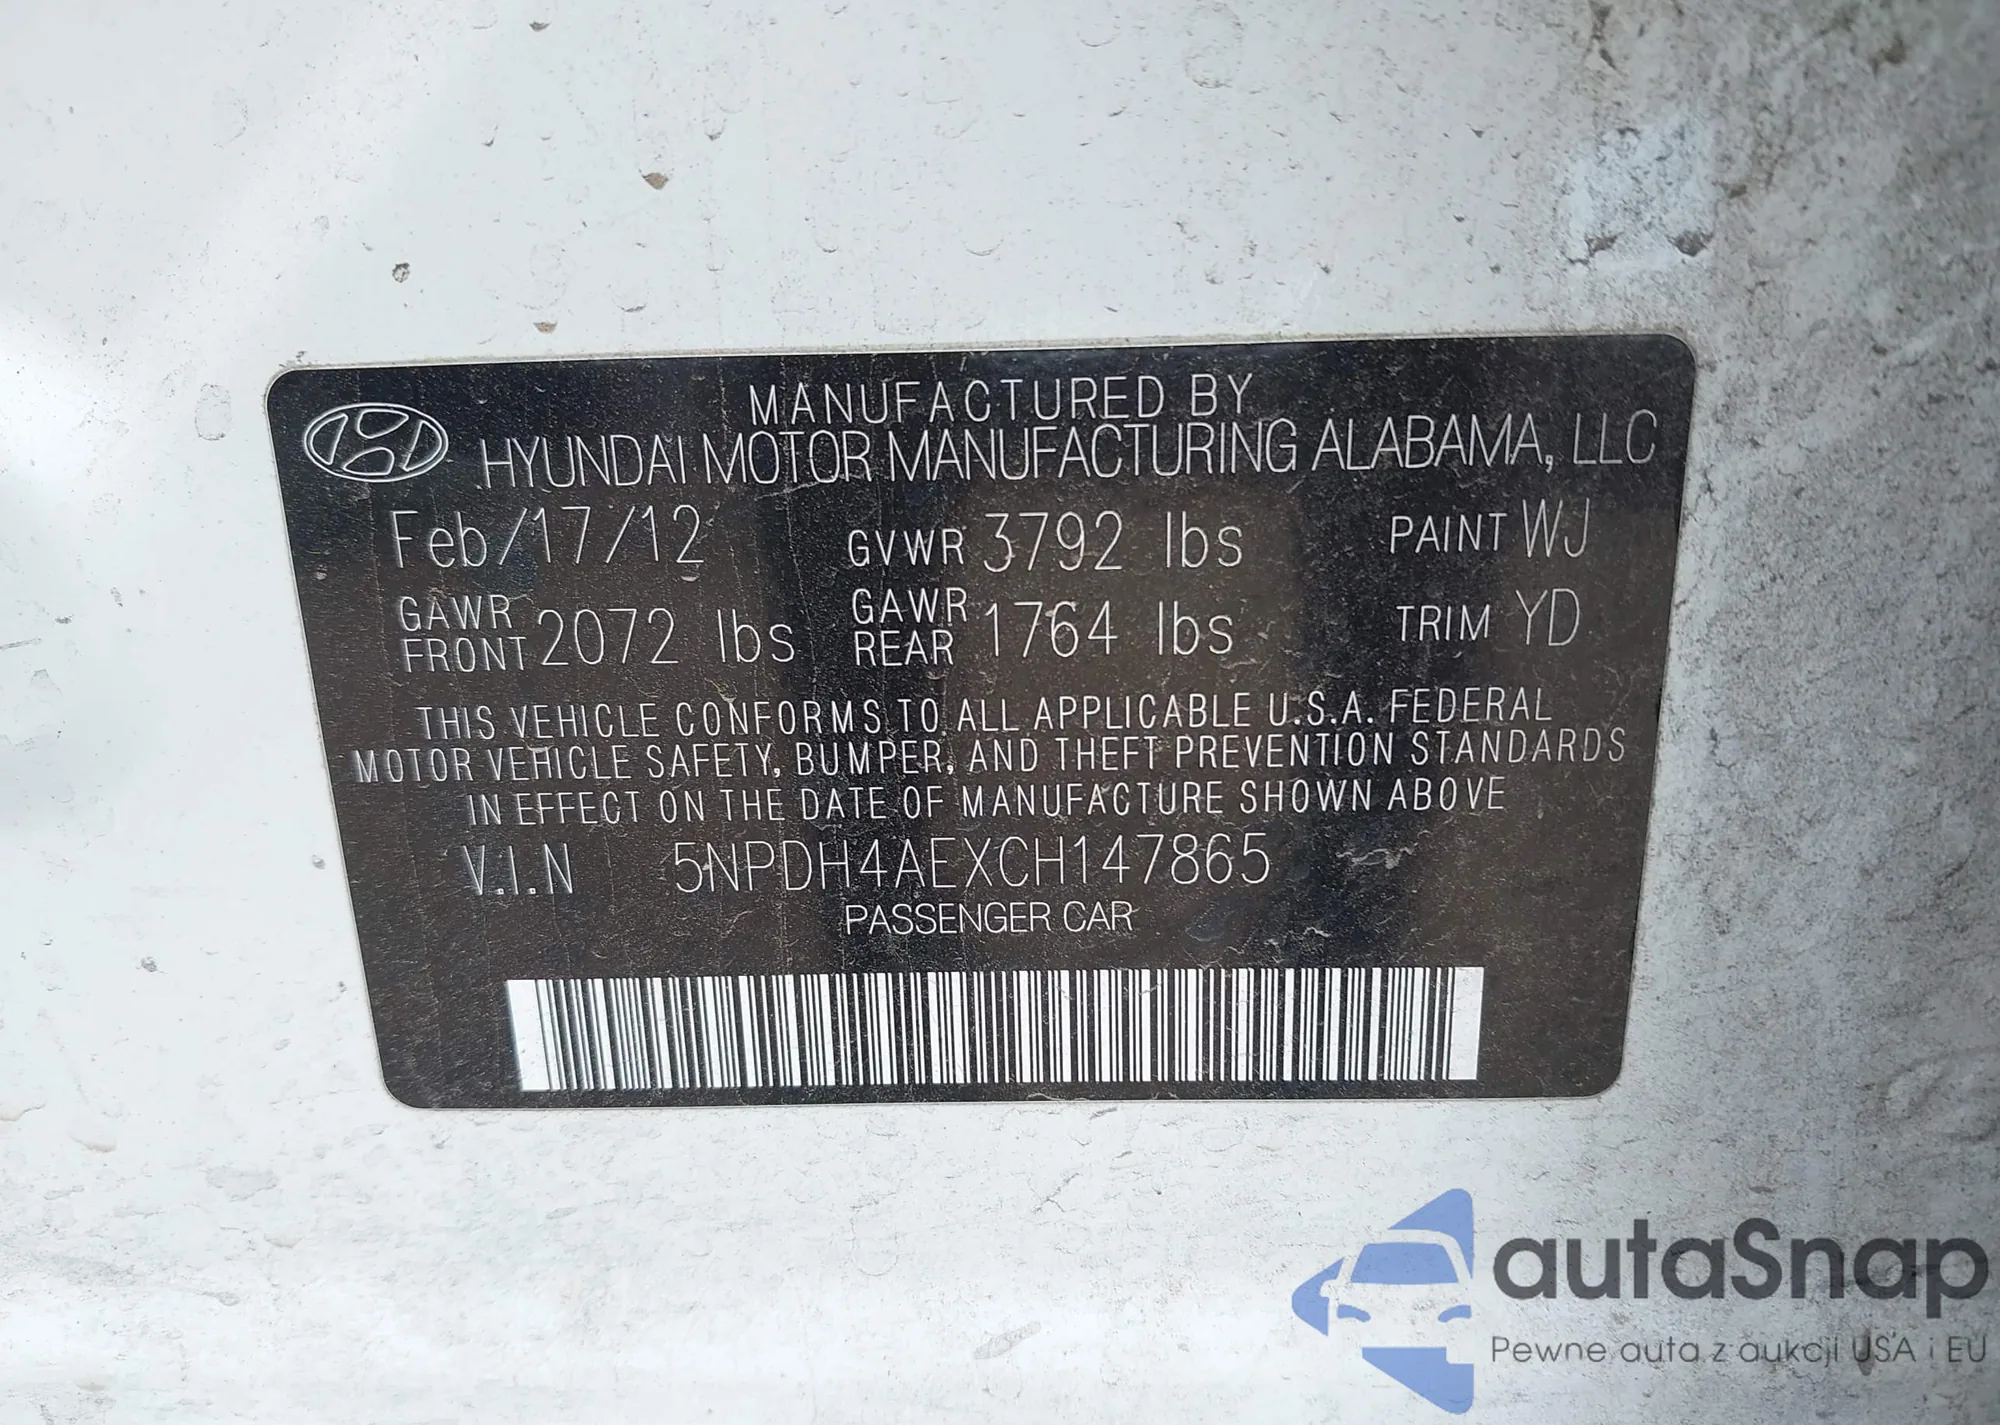 MANUFACTURED BY
HYUNDAI MOTOR MANUFACTURING ALABAMA, LLC
Feb/17/12 GVWR 3792 lbs PAINT WJ
GAWR FRONT 2072 lbs GAWR REAR 1764 lbs TRIM YD
THIS VEHICLE CONFORMS TO ALL APPLICABLE U.S.A. FEDERAL
MOTOR VEHICLE SAFETY, BUMPER, AND THEFT PREVENTION STANDARDS
IN EFFECT ON THE DATE OF MANUFACTURE SHOWN ABOVE
V.I.N 5NPDH4AEXCH147865
PASSENGER CAR
autaSnap
Pewne auta z aukcji USA i EU